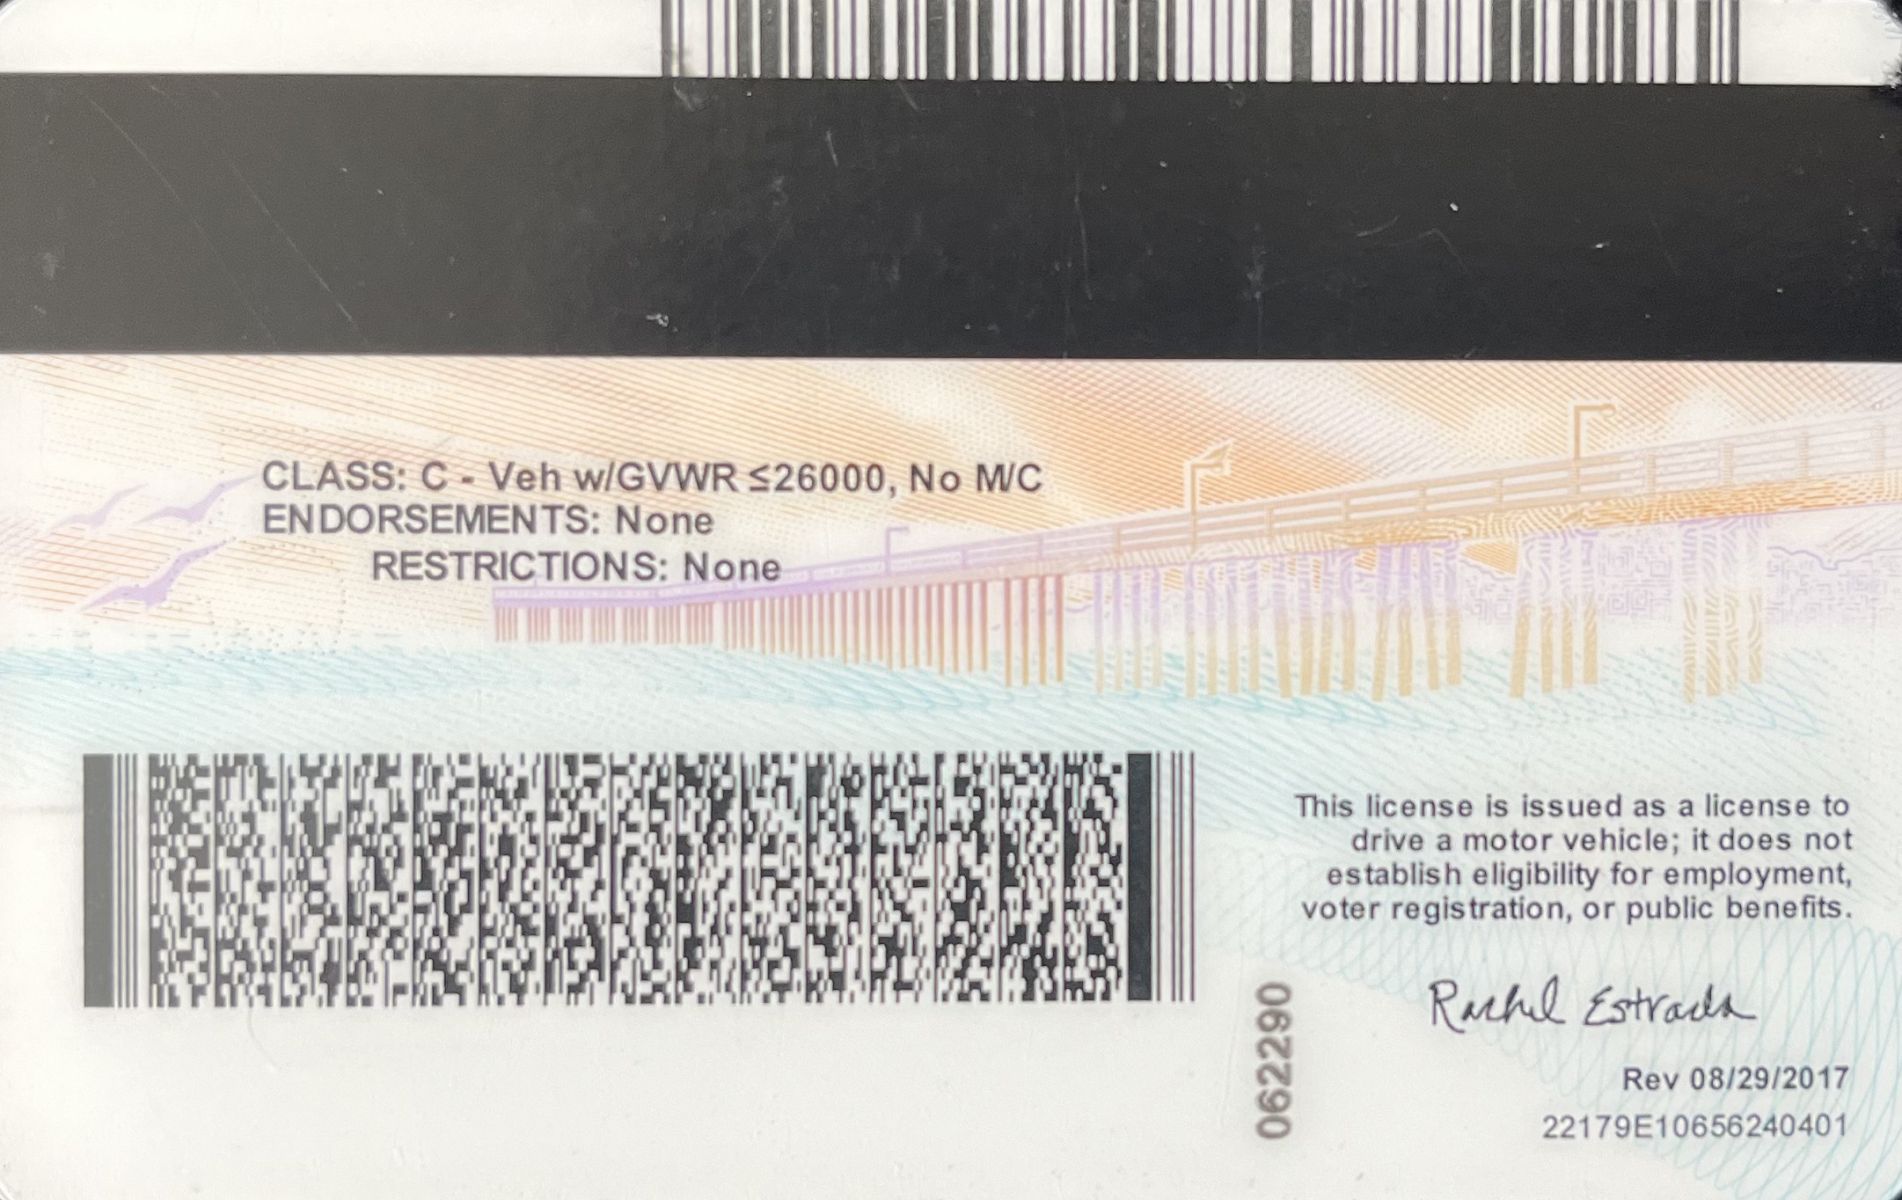 CLASS: C - Veh w/GVWR ≤26000, No M/C
ENDORSEMENTS: None
RESTRICTIONS: None
This license is issued as a license to
drive a motor vehicle; it does not
establish eligibility for employment,
voter registration, or public benefits.
Rachel Estrada
062290
Rev 08/29/2017
22179E10656240401